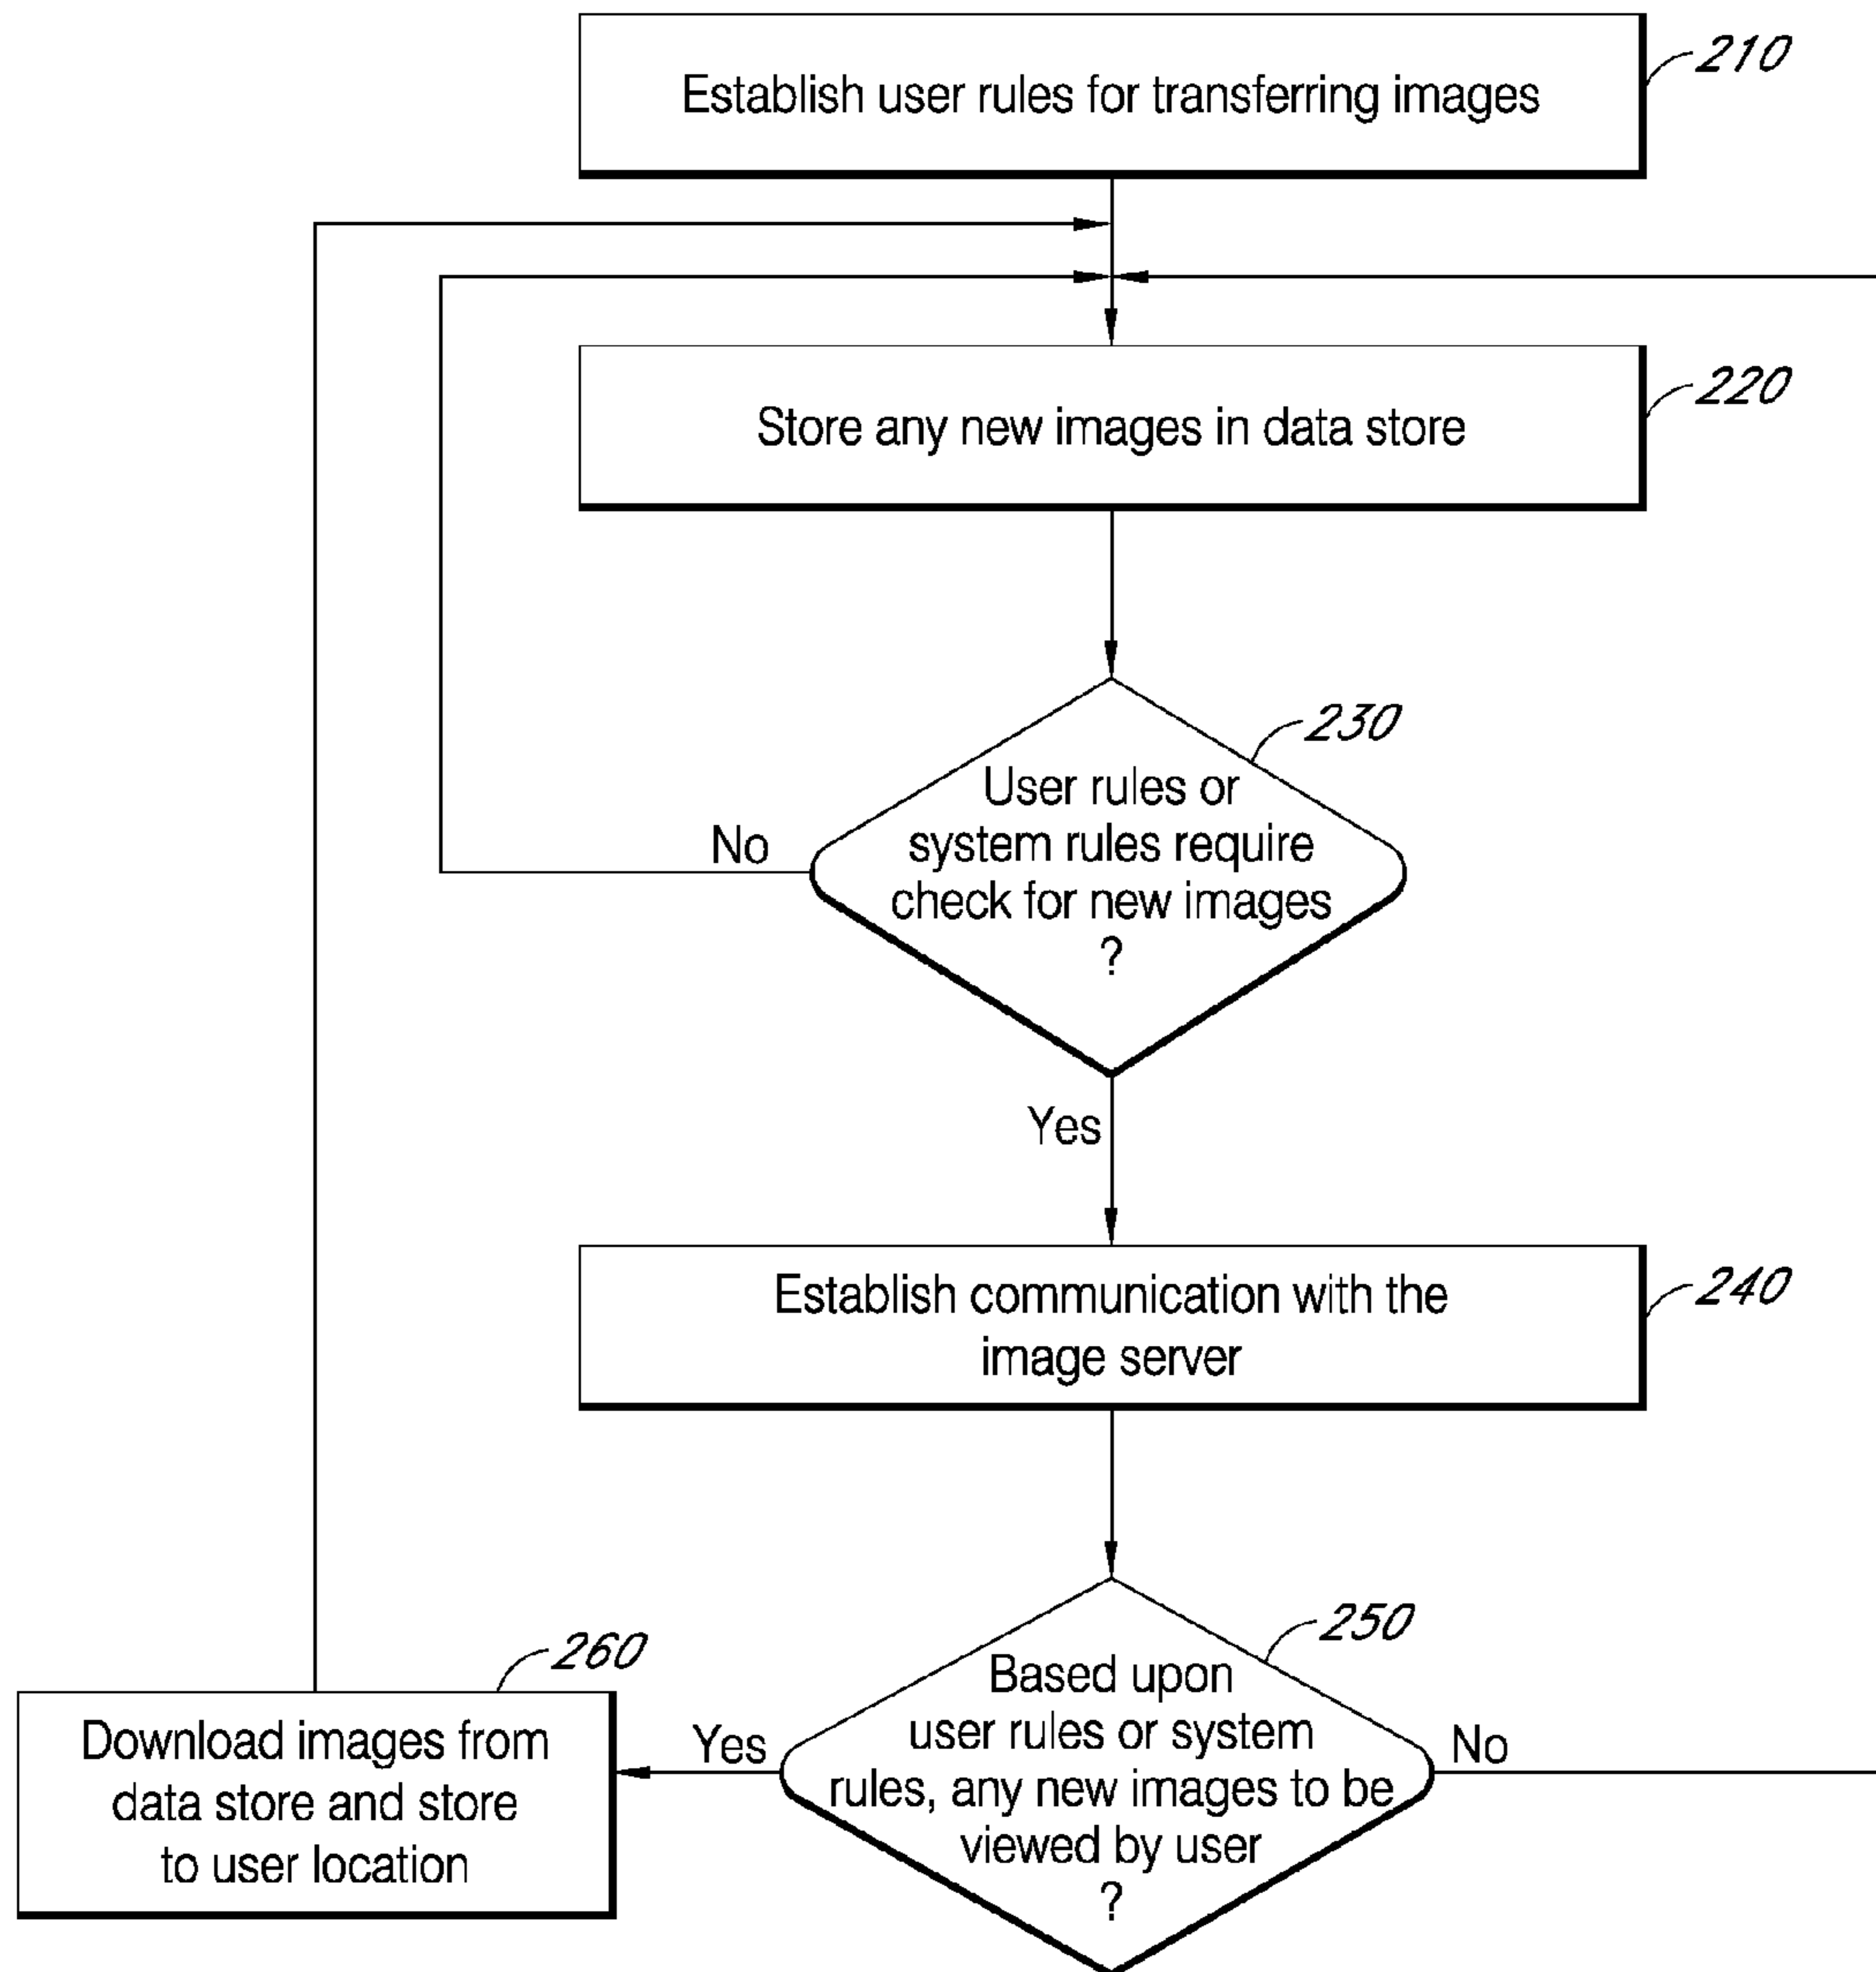 210
Establish user rules for transferring images
220
Store any new images in data store
230
User rules or
system rules require
check for new images
?
No
Yes
240
Establish communication with the
image server
250
Based upon
user rules or system
rules, any new images to be
viewed by user
?
Yes
No
260
Download images from
data store and store
to user location